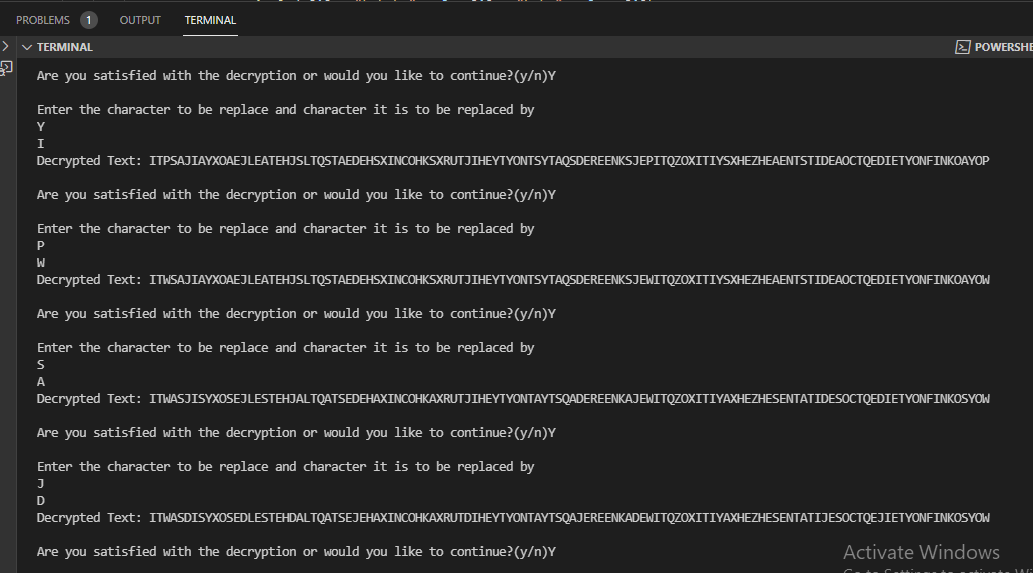 PROBLEMS 1 OUTPUT TERMINAL
TERMINAL POWERSHE
Are you satisfied with the decryption or would you like to continue?(y/n)Y
Enter the character to be replace and character it is to be replaced by
Y
I
Decrypted Text: ITPSAJIAYXOAEJLEATEHJSLTQSTAEDEHSXINCOHKSXRUTJIHEYTYONTSYTAQSDEREENKSJEPITQZOXITIYSXHEZHEAENTSTIDEAOCTQEDIETYONFINKOAYOP
Are you satisfied with the decryption or would you like to continue?(y/n)Y
Enter the character to be replace and character it is to be replaced by
P
W
Decrypted Text: ITWSAJIAYXOAEJLEATEHJSLTQSTAEDEHSXINCOHKSXRUTJIHEYTYONTSYTAQSDEREENKSJEWITQZOXITIYSXHEZHEAENTSTIDEAOCTQEDIETYONFINKOAYOW
Are you satisfied with the decryption or would you like to continue?(y/n)Y
Enter the character to be replace and character it is to be replaced by
S
A
Decrypted Text: ITWASJISYXOSEJLESTEHJALTQATSEDEHAXINCOHKAXRUTJIHEYTYONTAYTSQADEREENKAJEWITQZOXITIYAXHEZHESENTATIDESOCTQEDIETYONFINKOSYOW
Are you satisfied with the decryption or would you like to continue?(y/n)Y
Enter the character to be replace and character it is to be replaced by
J
D
Decrypted Text: ITWASDISYXOSEDLESTEHDALTQATSEJEHAXINCOHKAXRUTDIHEYTYONTAYTSQAJEREENKADEWITQZOXITIYAXHEZHESENTATIJESOCTQEJIETYONFINKOSYOW
Are you satisfied with the decryption or would you like to continue?(y/n)Y
Activate Windows